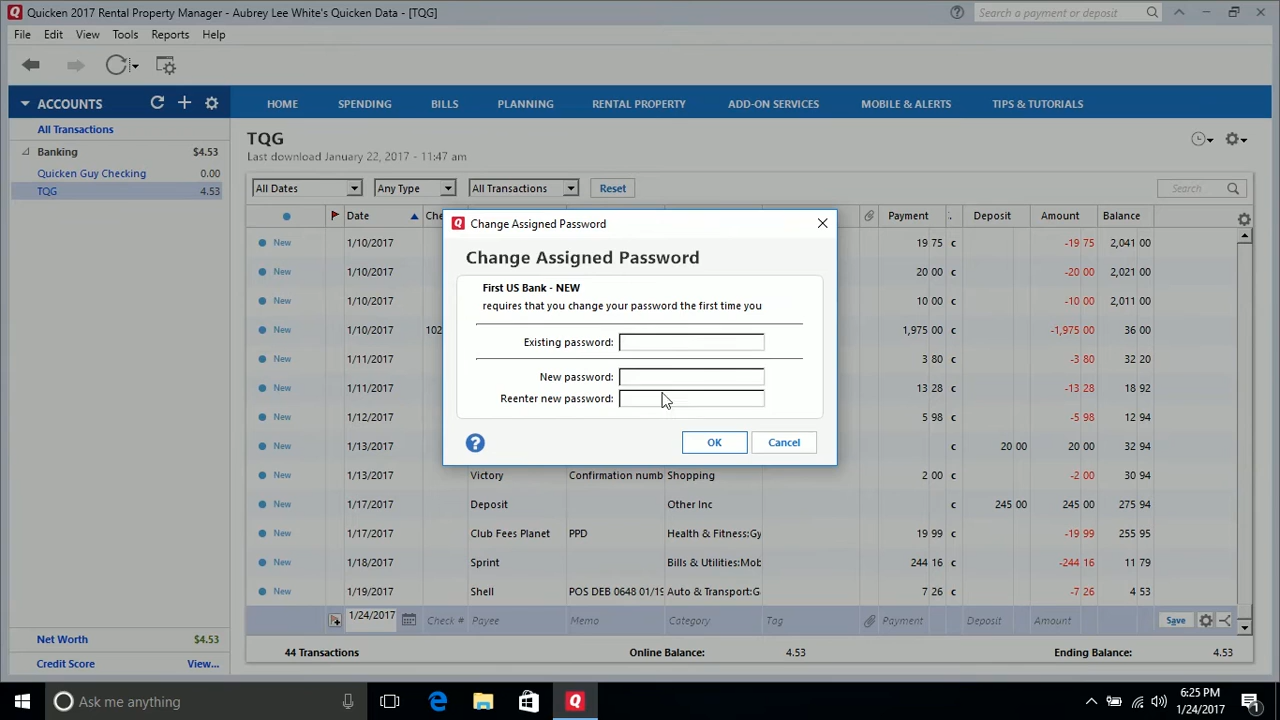 Quicken 2017 Rental Property Manager - Aubrey Lee White's Quicken Data - [TQG]
Search a payment or deposit
File Edit View Tools Reports Help
ACCOUNTS
HOME SPENDING BILLS PLANNING RENTAL PROPERTY ADD-ON SERVICES MOBILE & ALERTS TIPS & TUTORIALS
All Transactions
Banking $4.53
Quicken Guy Checking 0.00
TQG 4.53
TQG
Last download January 22, 2017 - 11:47 am
All Dates Any Type All Transactions Reset Search
Date Che Payment . Deposit Amount Balance
New 1/10/2017 19 75 c -19 75 2,041 00
New 1/10/2017 20 00 c -20 00 2,021 00
New 1/10/2017 10 00 c -10 00 2,011 00
New 1/10/2017 102 1,975 00 c -1,975 00 36 00
New 1/11/2017 3 80 c -3 80 32 20
New 1/11/2017 13 28 c -13 28 18 92
New 1/12/2017 5 98 c -5 98 12 94
New 1/13/2017 c 20 00 20 00 32 94
New 1/13/2017 Victory Confirmation numb Shopping 2 00 c -2 00 30 94
New 1/17/2017 Deposit Other Inc c 245 00 245 00 275 94
New 1/17/2017 Club Fees Planet PPD Health & Fitness:Gy 19 99 c -19 99 255 95
New 1/17/2017 Sprint Bills & Utilities:Mob 244 16 c -244 16 11 79
New 1/19/2017 Shell POS DEB 0648 01/19 Auto & Transport:G 7 26 c -7 26 4 53
1/24/2017 Check # Payee Memo Category Tag Payment Deposit Amount Save
44 Transactions Online Balance: 4.53 Ending Balance: 4.53
Net Worth $4.53
Credit Score View...
Change Assigned Password
Change Assigned Password
First US Bank - NEW
requires that you change your password the first time you
Existing password:
New password:
Reenter new password:
? OK Cancel
Ask me anything
6:25 PM
1/24/2017
1